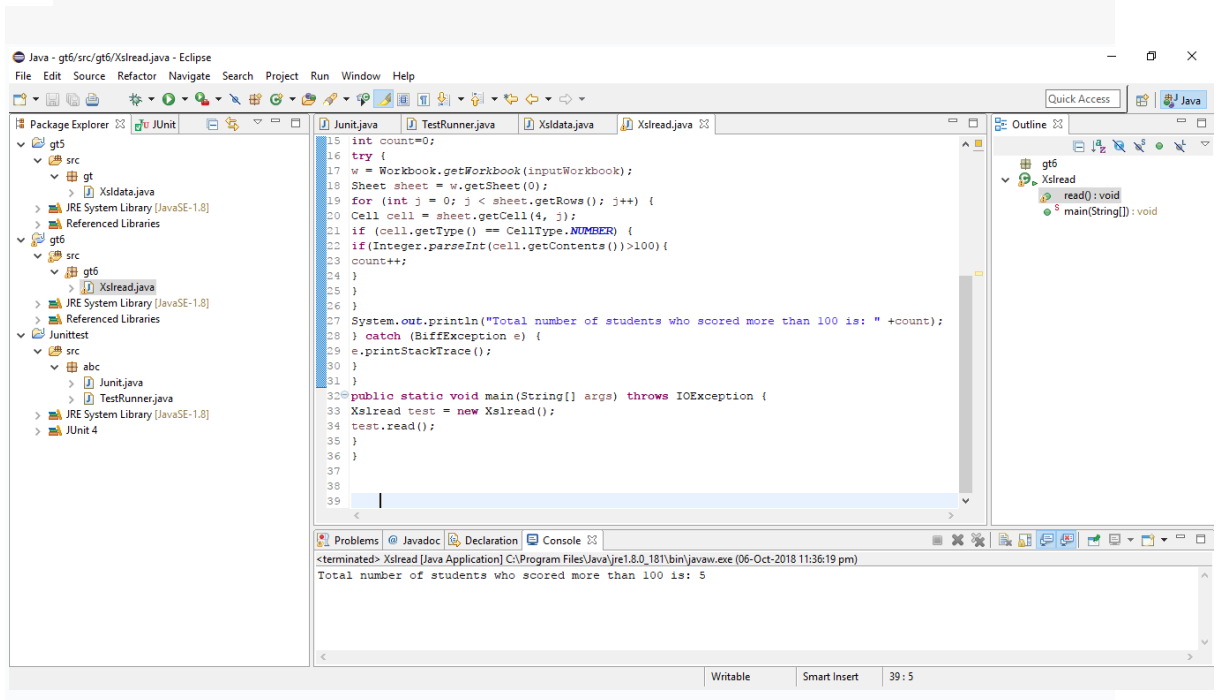 Java - gt6/src/gt6/Xslread.java - Eclipse
File Edit Source Refactor Navigate Search Project Run Window Help
Quick Access
Java
Package Explorer
JUnit
gt5
src
gt
Xsldata.java
JRE System Library [JavaSE-1.8]
Referenced Libraries
gt6
src
gt6
Xslread.java
JRE System Library [JavaSE-1.8]
Referenced Libraries
Junittest
src
abc
Junit.java
TestRunner.java
JRE System Library [JavaSE-1.8]
JUnit 4
Junit.java TestRunner.java Xsldata.java Xslread.java
15 int count=0;
16 try {
17 w = Workbook.getWorkbook(inputWorkbook);
18 Sheet sheet = w.getSheet(0);
19 for (int j = 0; j < sheet.getRows(); j++) {
20 Cell cell = sheet.getCell(4, j);
21 if (cell.getType() == CellType.NUMBER) {
22 if(Integer.parseInt(cell.getContents())>100){
23 count++;
24 }
25 }
26 }
27 System.out.println("Total number of students who scored more than 100 is: " +count);
28 } catch (BiffException e) {
29 e.printStackTrace();
30 }
31 }
32 public static void main(String[] args) throws IOException {
33 Xslread test = new Xslread();
34 test.read();
35 }
36 }
37
38
39
Outline
gt6
Xslread
read() : void
main(String[]) : void
Problems @ Javadoc Declaration Console
<terminated> Xslread [Java Application] C:\Program Files\Java\jre1.8.0_181\bin\javaw.exe (06-Oct-2018 11:36:19 pm)
Total number of students who scored more than 100 is: 5
Writable Smart Insert 39 : 5